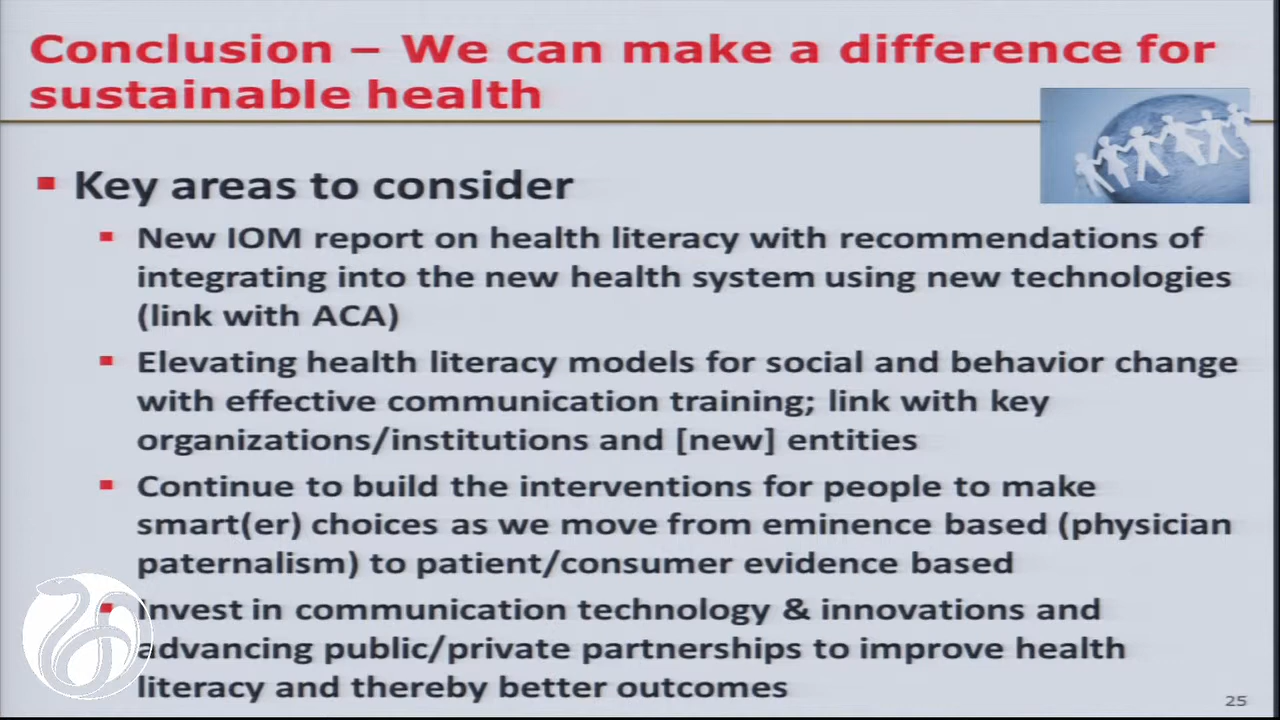 Conclusion – We can make a difference for
sustainable health
Key areas to consider
New IOM report on health literacy with recommendations of
integrating into the new health system using new technologies
(link with ACA)
Elevating health literacy models for social and behavior change
with effective communication training; link with key
organizations/institutions and [new] entities
Continue to build the interventions for people to make
smart(er) choices as we move from eminence based (physician
paternalism) to patient/consumer evidence based
Invest in communication technology & innovations and
advancing public/private partnerships to improve health
literacy and thereby better outcomes
25